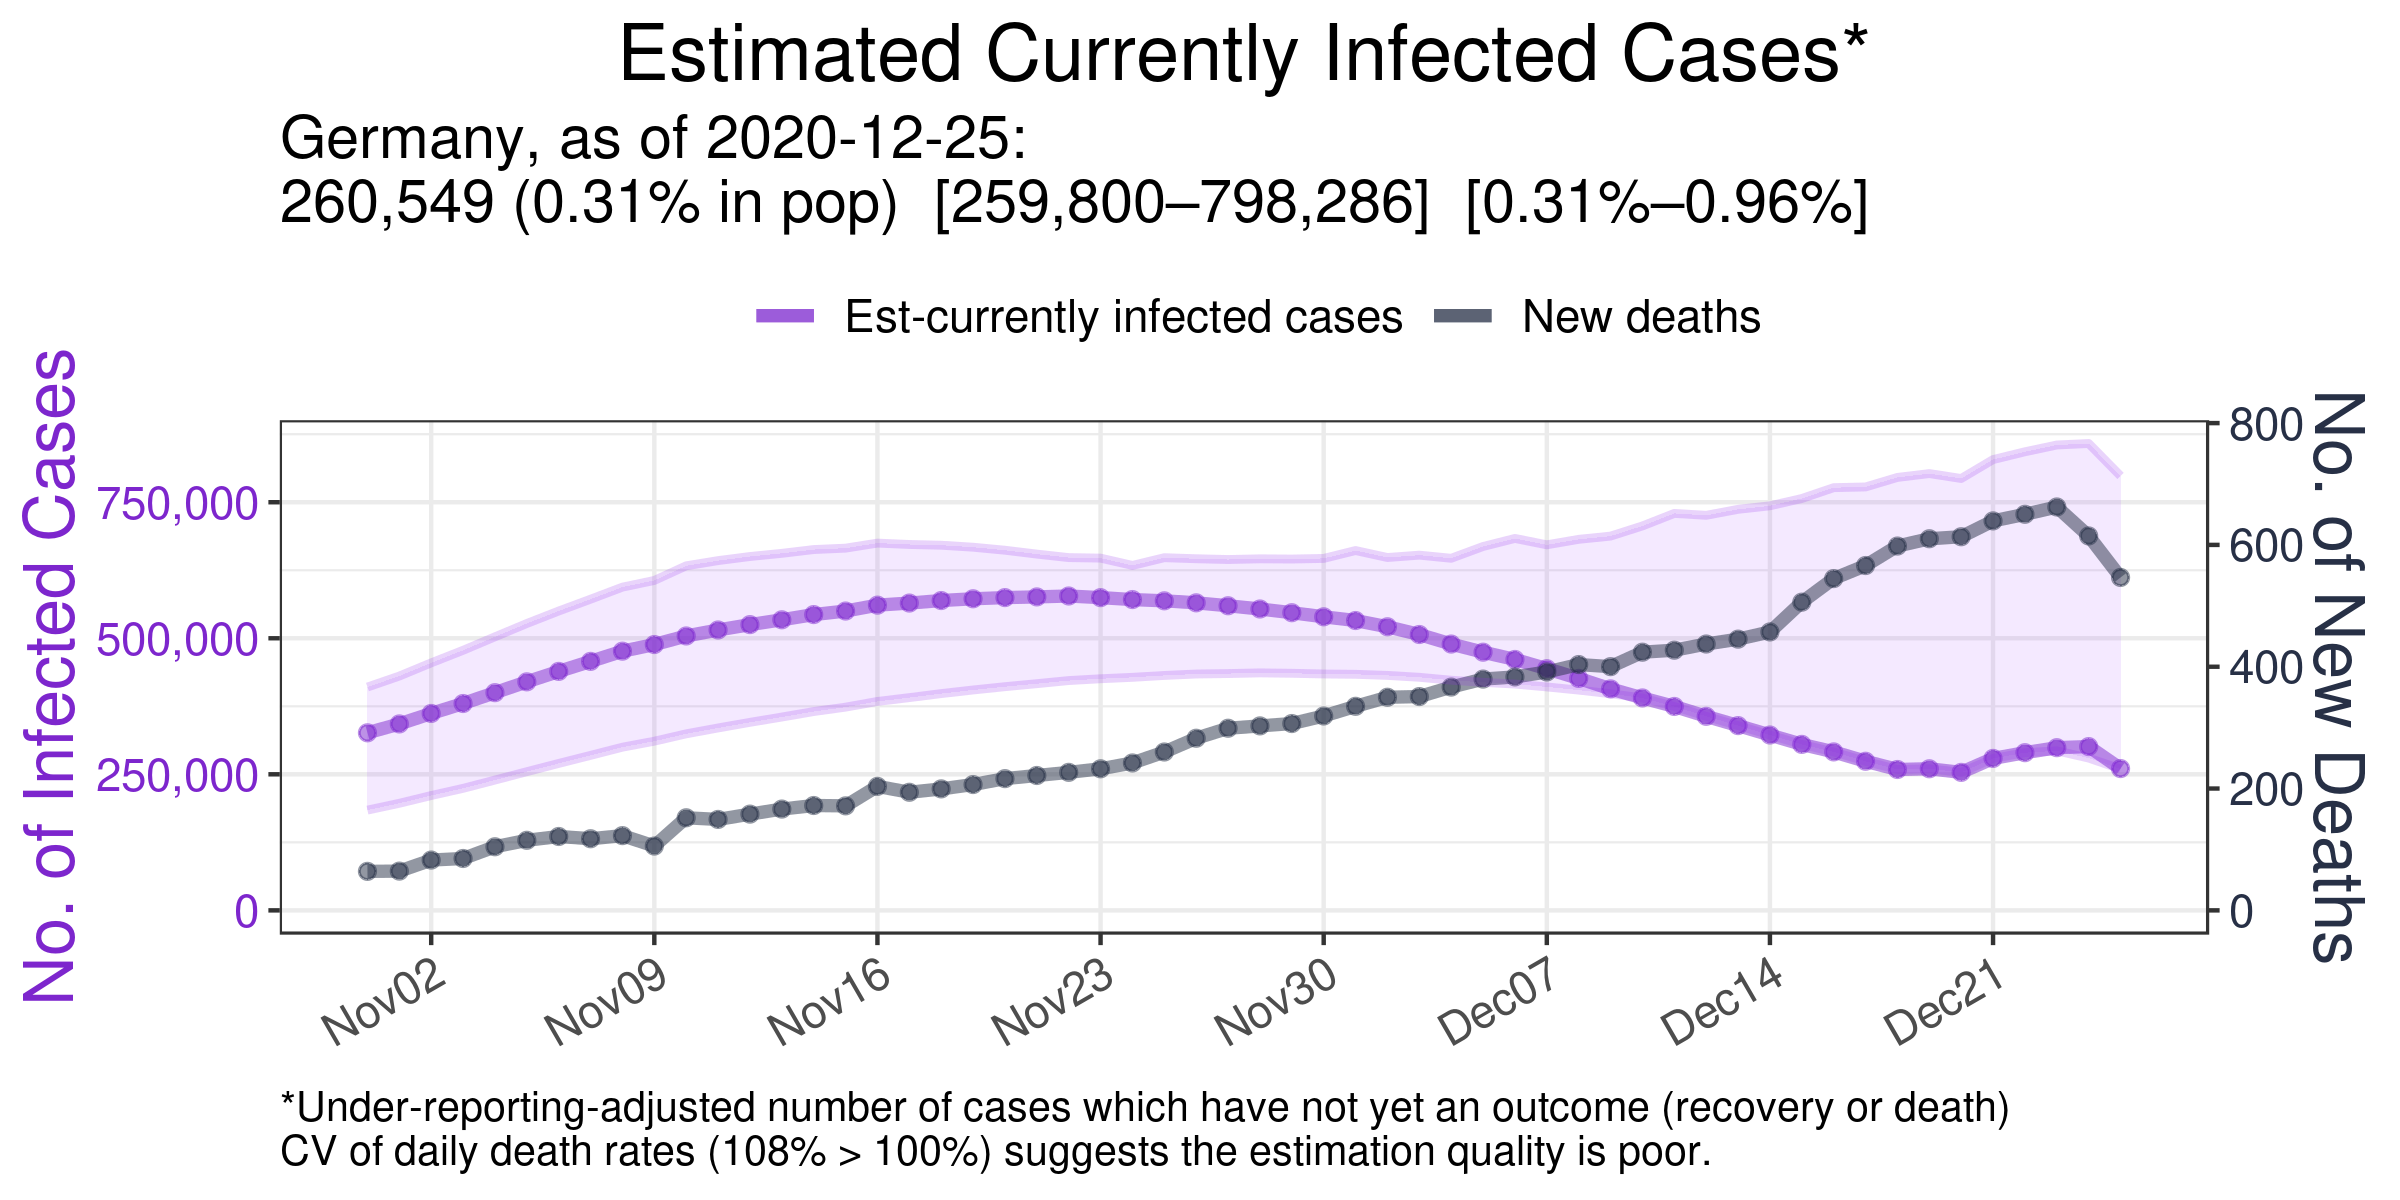 Estimated Currently Infected Cases*
Germany, as of 2020-12-25:
260,549 (0.31% in pop)  [259,800–798,286]  [0.31%–0.96%]
Est-currently infected cases
New deaths
No. of Infected Cases
750,000
500,000
250,000
0
800
600
400
200
0
No. of New Deaths
Nov02
Nov09
Nov16
Nov23
Nov30
Dec07
Dec14
Dec21
*Under-reporting-adjusted number of cases which have not yet an outcome (recovery or death)
CV of daily death rates (108% > 100%) suggests the estimation quality is poor.